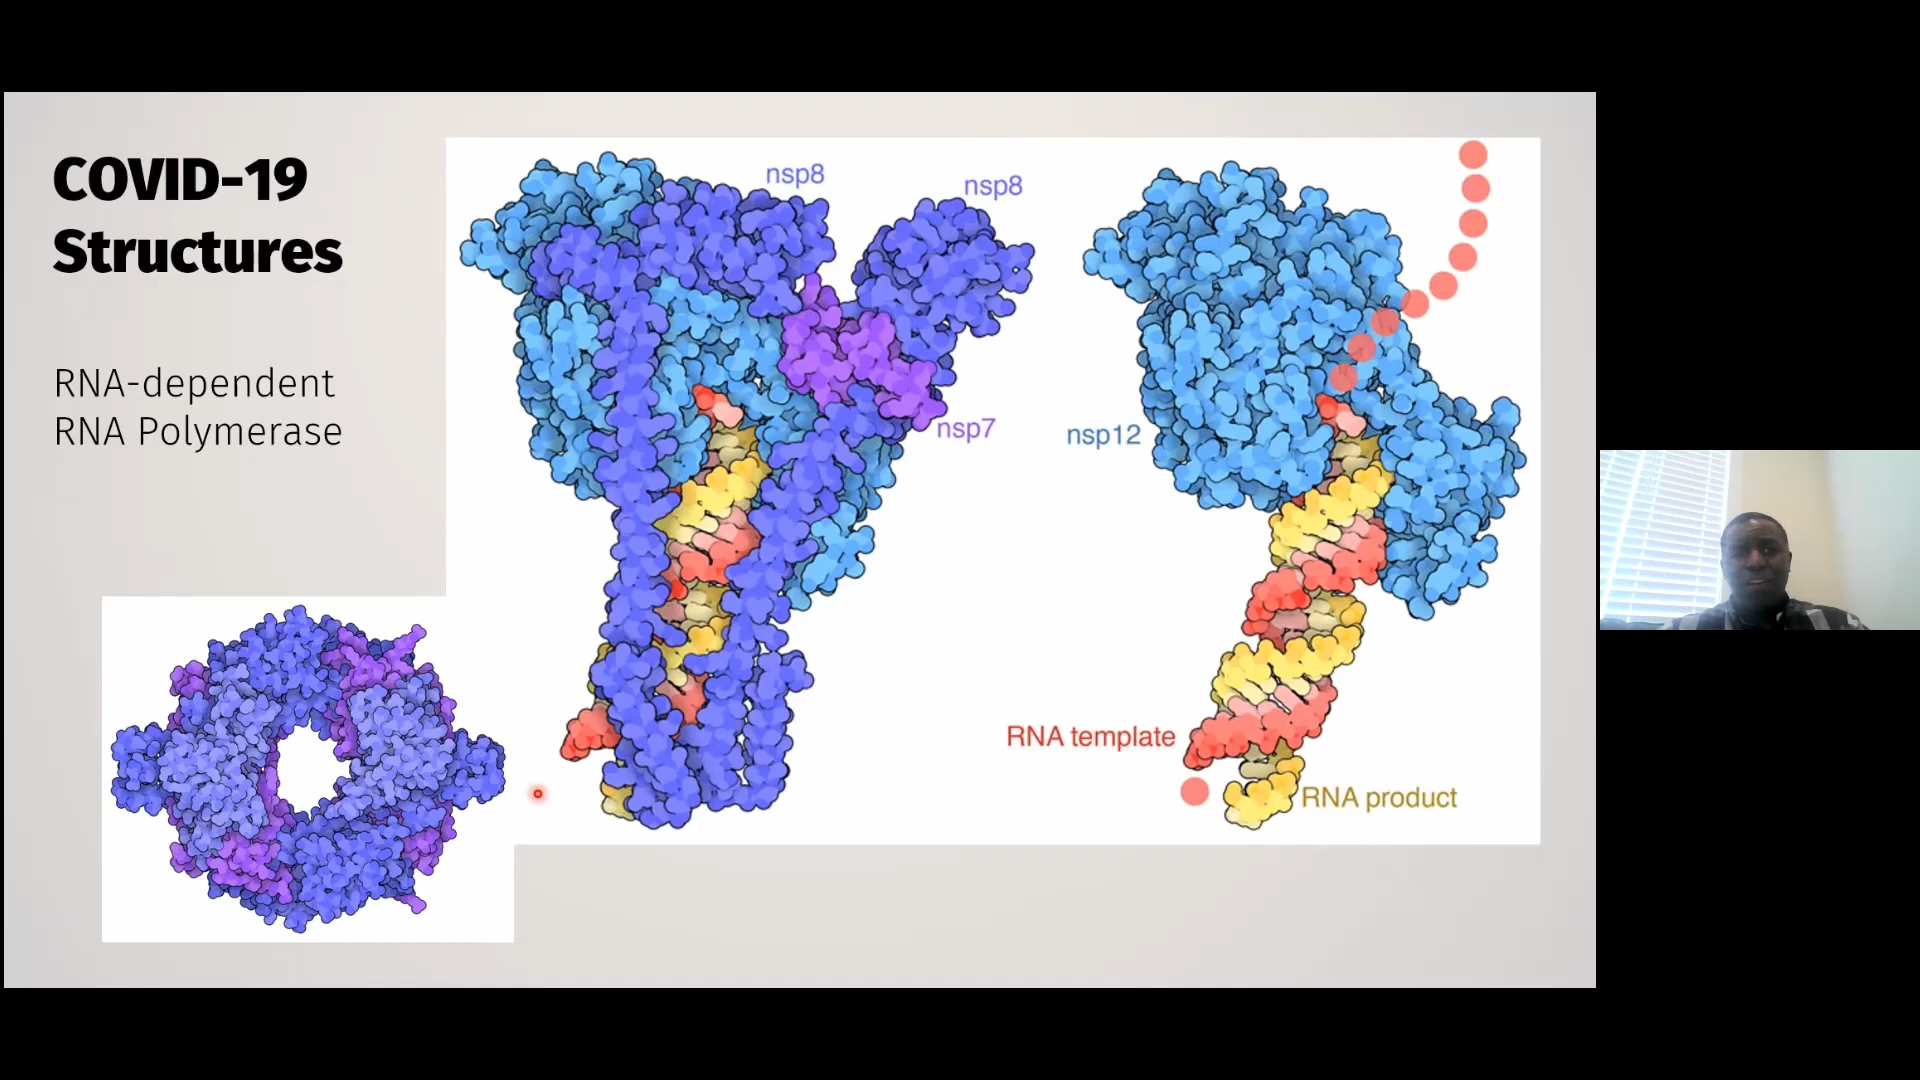 COVID-19
Structures
RNA-dependent
RNA Polymerase
nsp8
nsp8
nsp7
nsp12
RNA template
RNA product